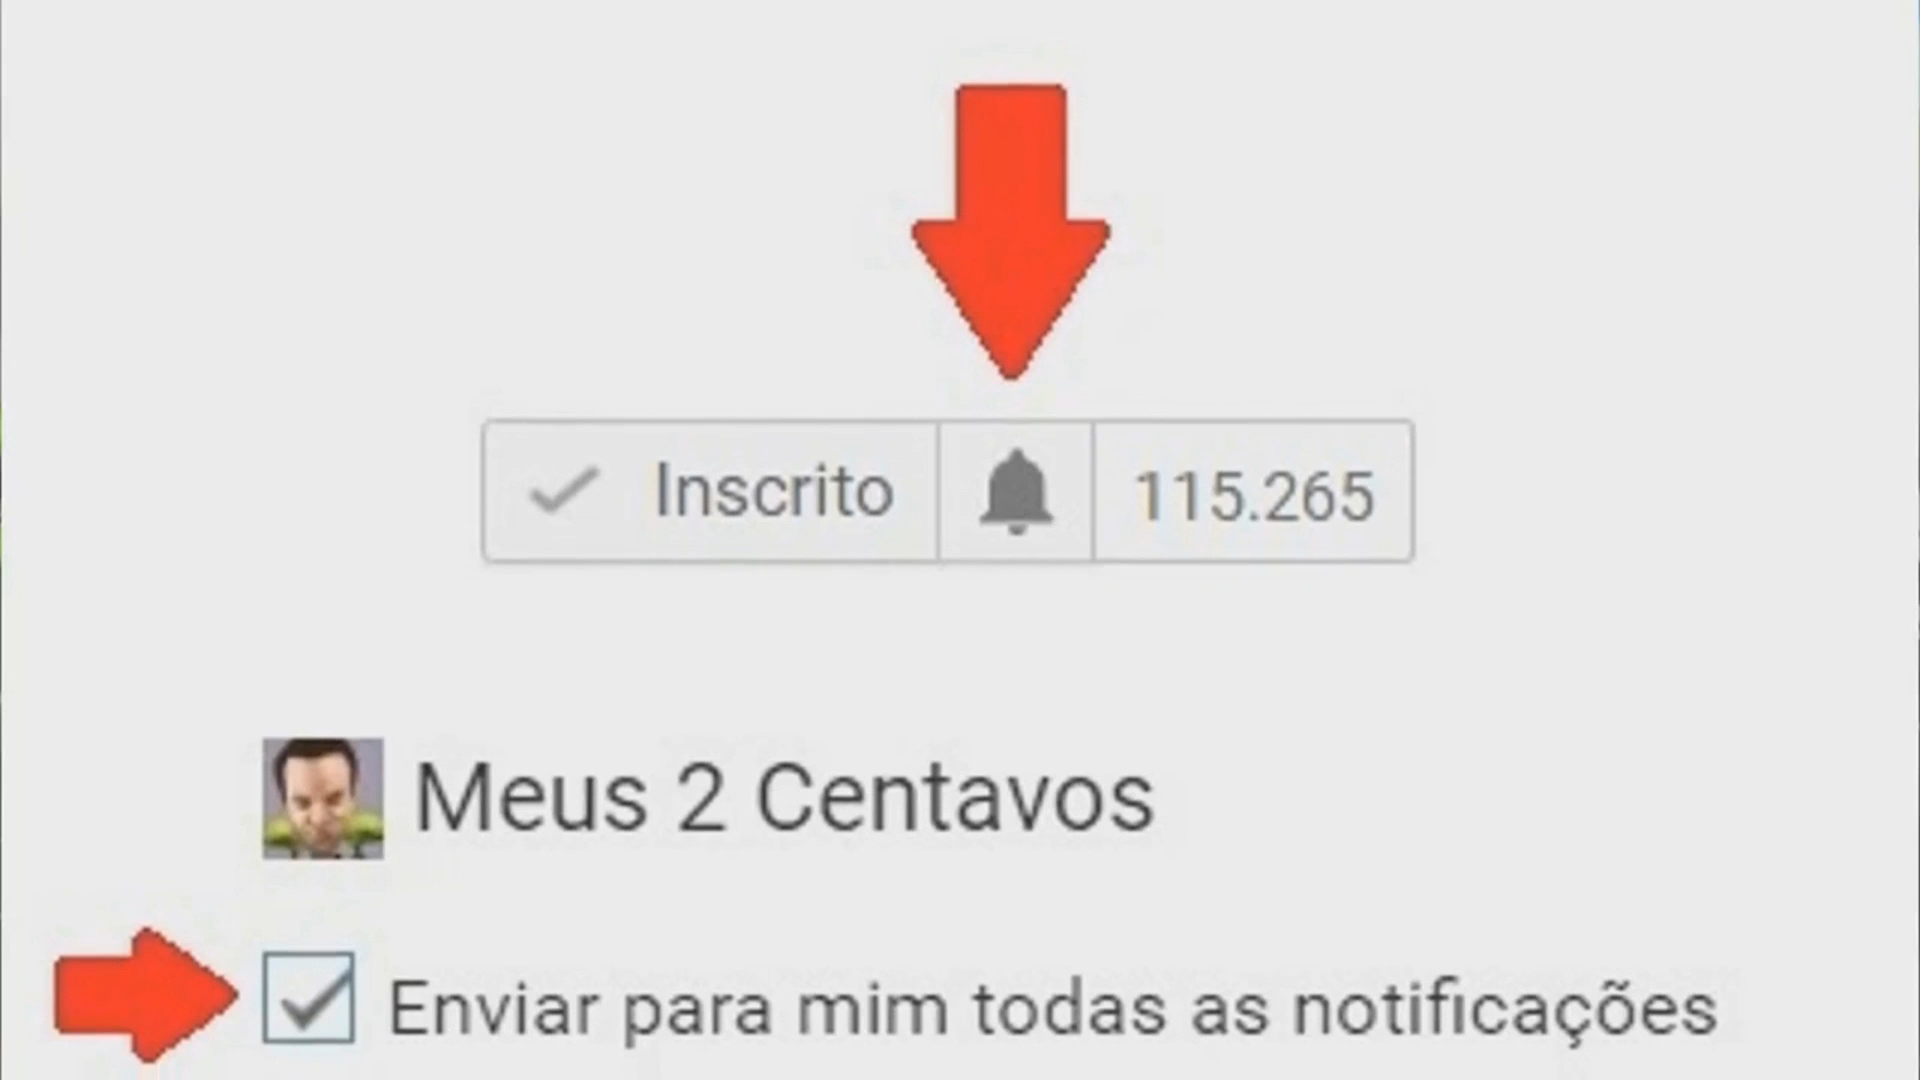 Inscrito 115.265
Meus 2 Centavos
Enviar para mim todas as notificações